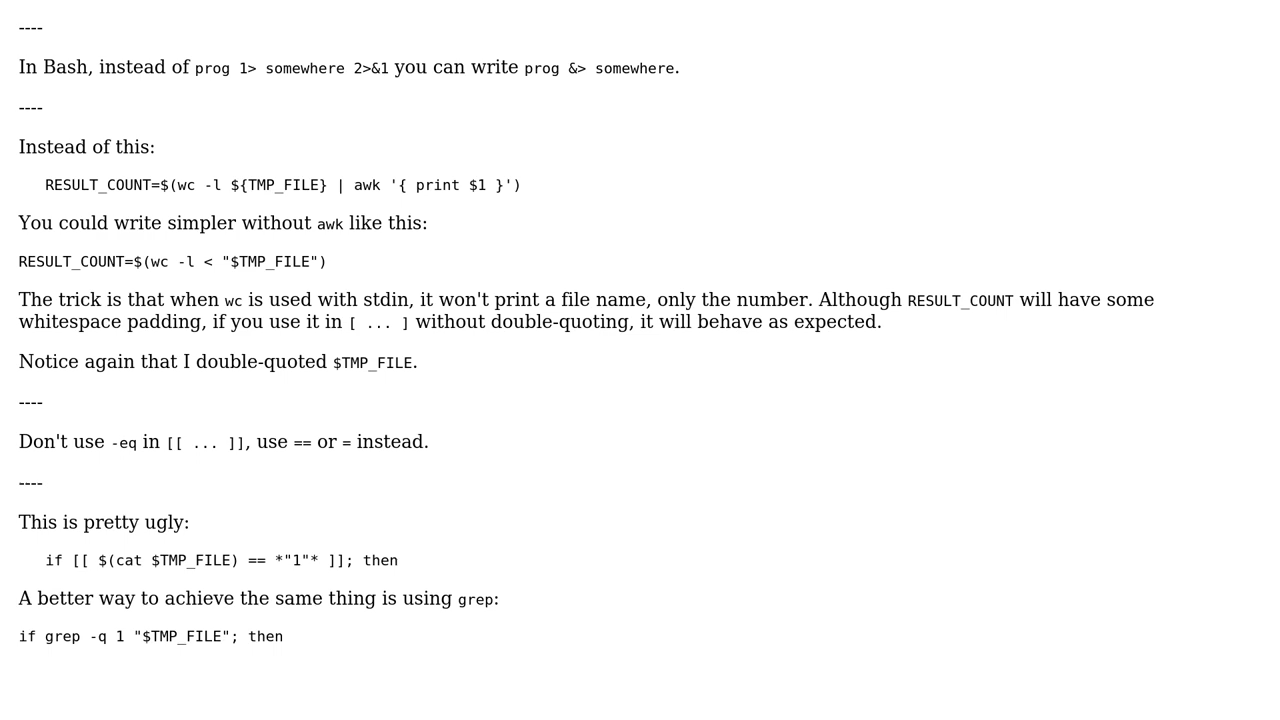 ----
In Bash, instead of prog 1> somewhere 2>&1 you can write prog &> somewhere.
----
Instead of this:
RESULT_COUNT=$(wc -l ${TMP_FILE} | awk '{ print $1 }')
You could write simpler without awk like this:
RESULT_COUNT=$(wc -l < "$TMP_FILE")
The trick is that when wc is used with stdin, it won't print a file name, only the number. Although RESULT_COUNT will have some
whitespace padding, if you use it in [ ... ] without double-quoting, it will behave as expected.
Notice again that I double-quoted $TMP_FILE.
----
Don't use -eq in [[ ... ]], use == or = instead.
----
This is pretty ugly:
if [[ $(cat $TMP_FILE) == *"1"* ]]; then
A better way to achieve the same thing is using grep:
if grep -q 1 "$TMP_FILE"; then